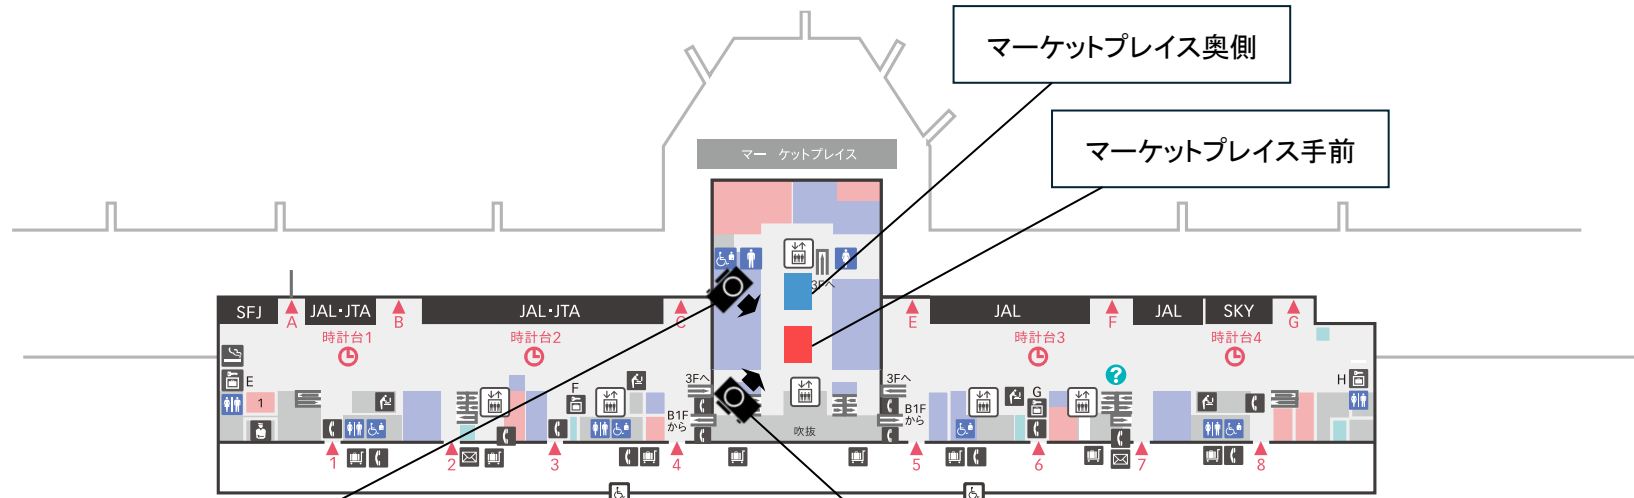 マーケットプレイス奥側
マーケットプレイス手前
マー ケットプレイス
3Fへ
SFJ
A
JAL・JTA
B
JAL・JTA
C
E
JAL
F
JAL
SKY
G
時計台1
時計台2
時計台3
時計台4
?
E
1
F
3Fへ
B1F
から
3Fへ
B1F
から
G
H
吹抜
1
2
3
4
5
6
7
8